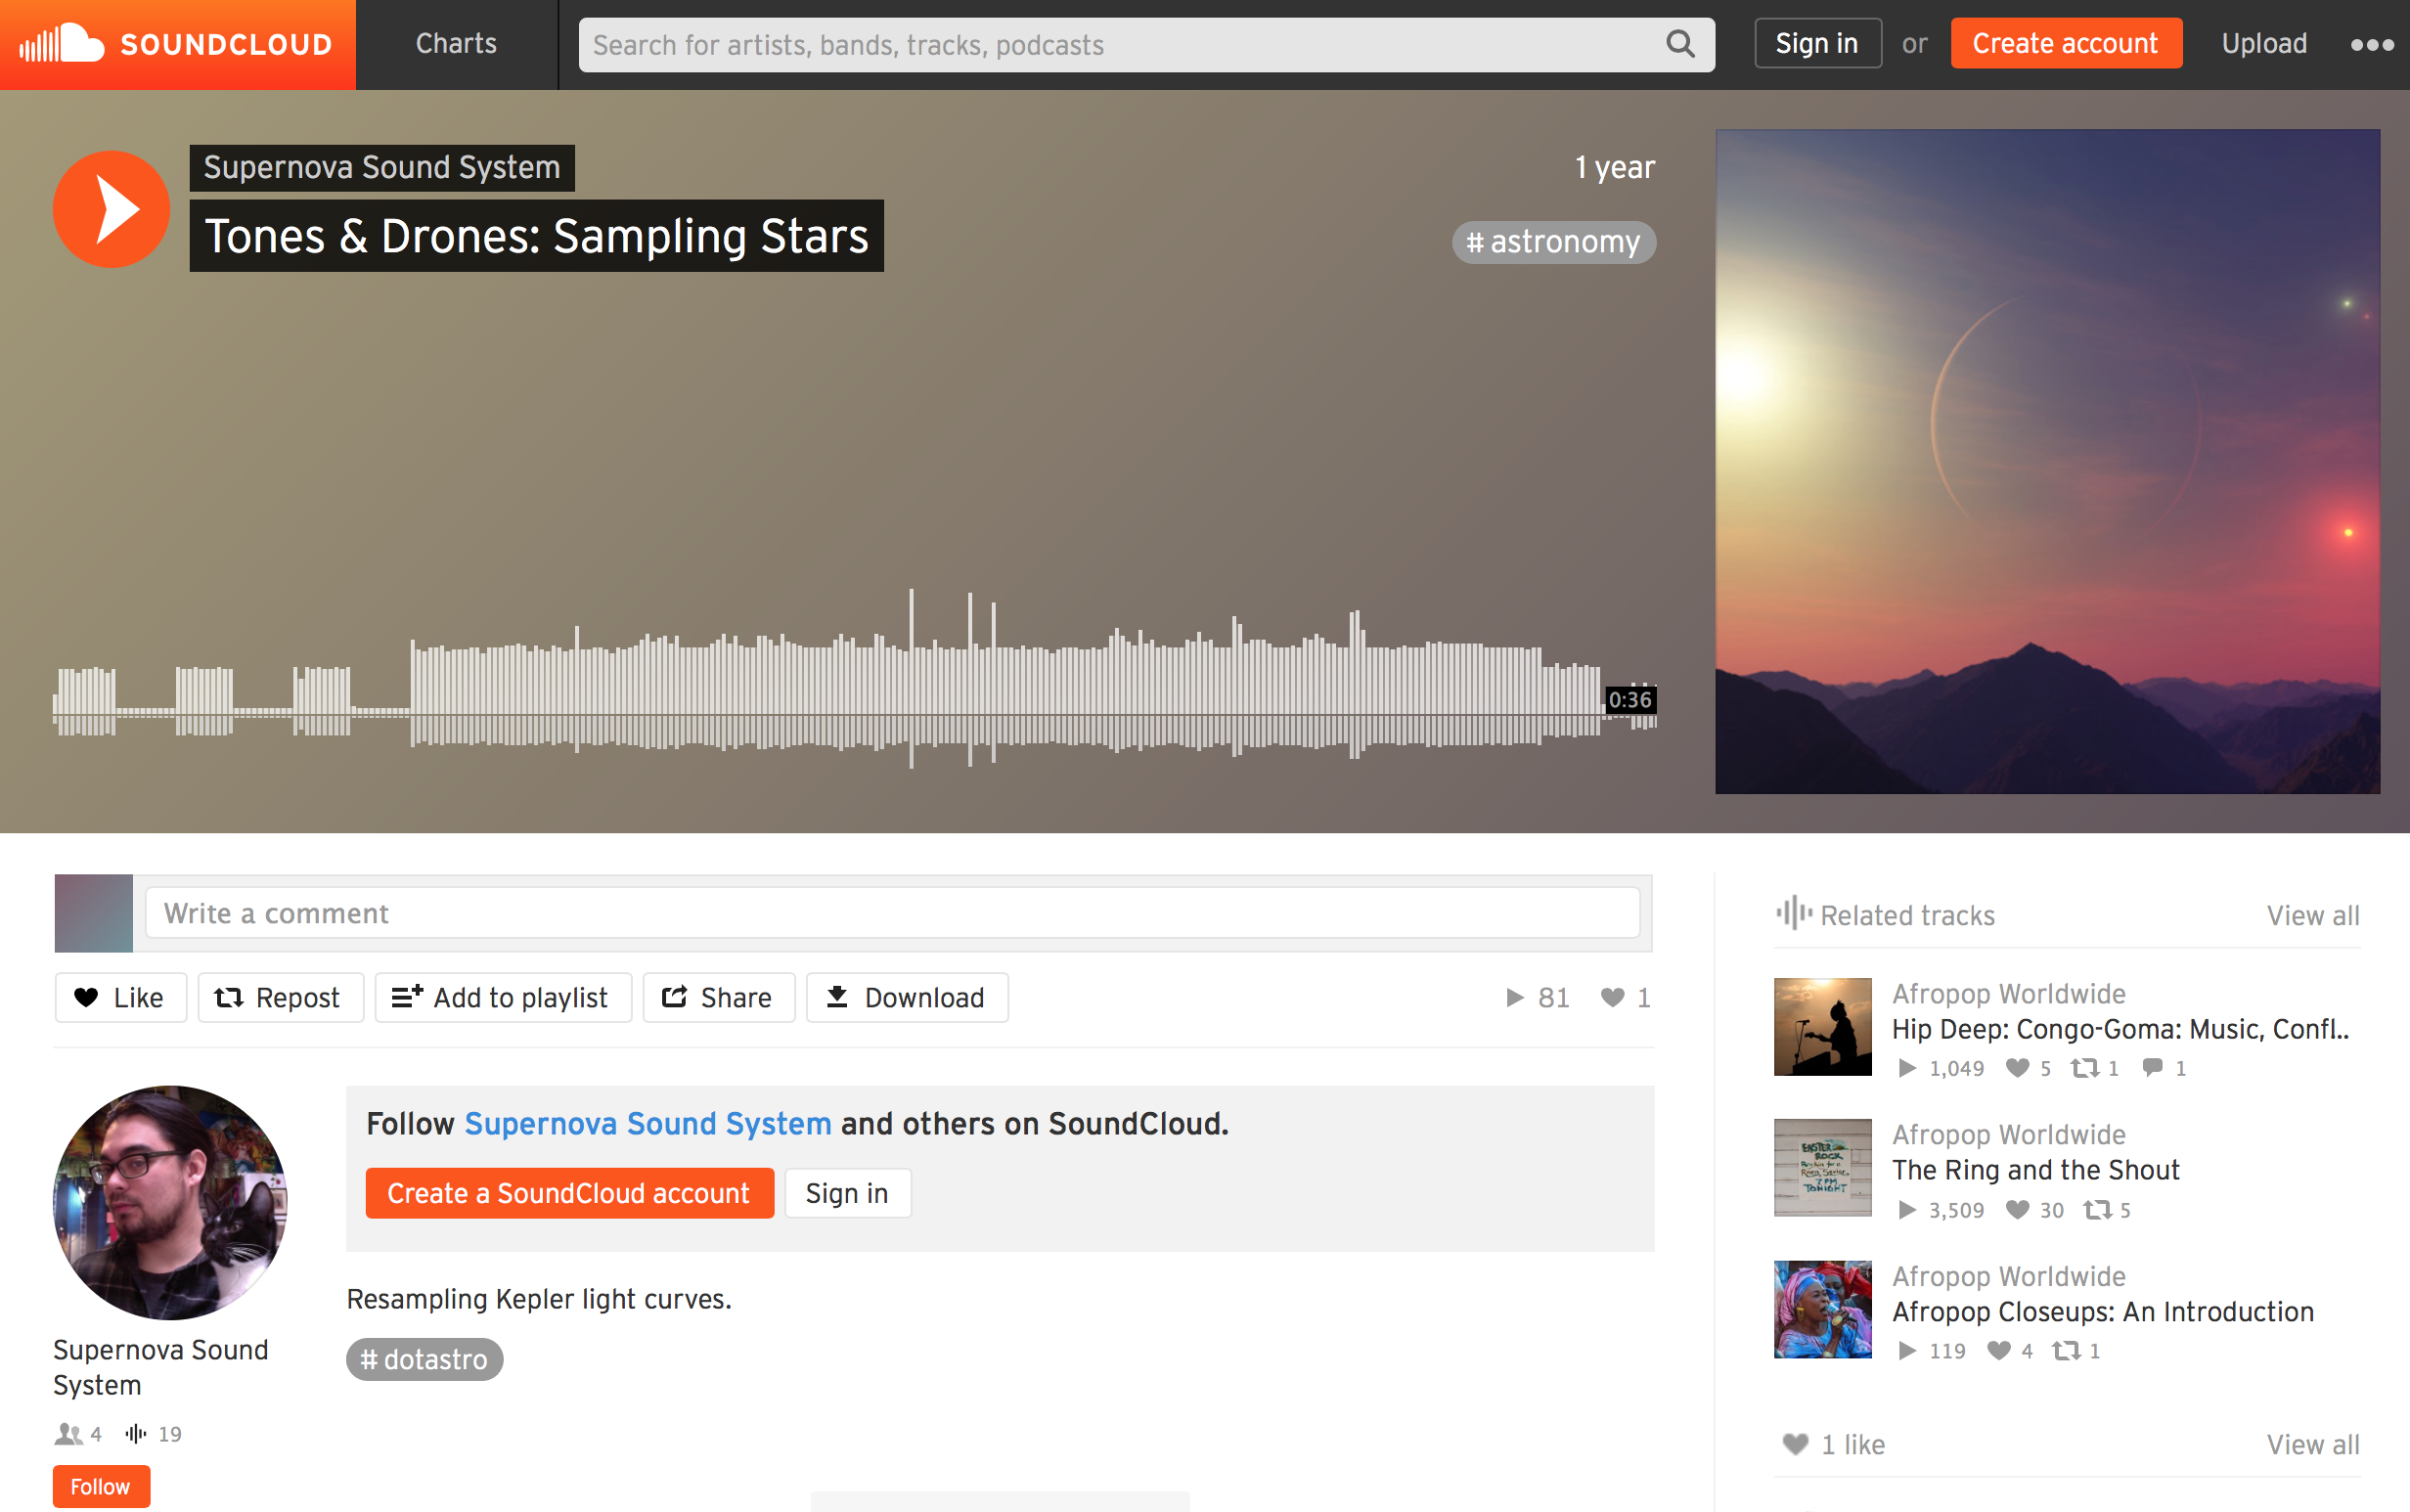 SOUNDCLOUD
Charts
Search for artists, bands, tracks, podcasts
Sign in or Create account Upload
Supernova Sound System
1 year
Tones & Drones: Sampling Stars
# astronomy
0:36
Write a comment
Like Repost Add to playlist Share Download
81 1
Follow Supernova Sound System and others on SoundCloud.
Create a SoundCloud account Sign in
Resampling Kepler light curves.
# dotastro
Supernova Sound
System
4 19
Follow
Related tracks View all
Afropop Worldwide
Hip Deep: Congo-Goma: Music, Confl..
1,049 5 1 1
EASTER
ROCK
7 PM
TONIGHT
Afropop Worldwide
The Ring and the Shout
3,509 30 5
Afropop Worldwide
Afropop Closeups: An Introduction
119 4 1
1 like View all